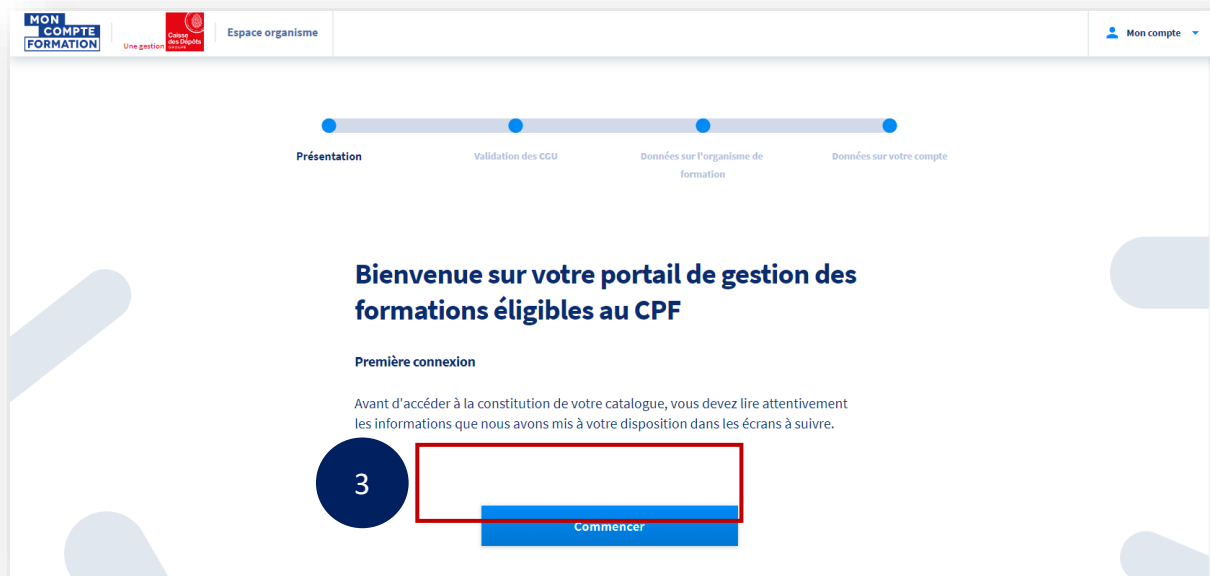 MON
COMPTE
FORMATION
Une gestion
Caisse
des Dépôts
GROUPE
Espace organisme
Mon compte
Présentation
Validation des CGU
Données sur l'organisme de
formation
Données sur votre compte
Bienvenue sur votre portail de gestion des
formations éligibles au CPF
Première connexion
Avant d'accéder à la constitution de votre catalogue, vous devez lire attentivement
les informations que nous avons mis à votre disposition dans les écrans à suivre.
3
Commencer